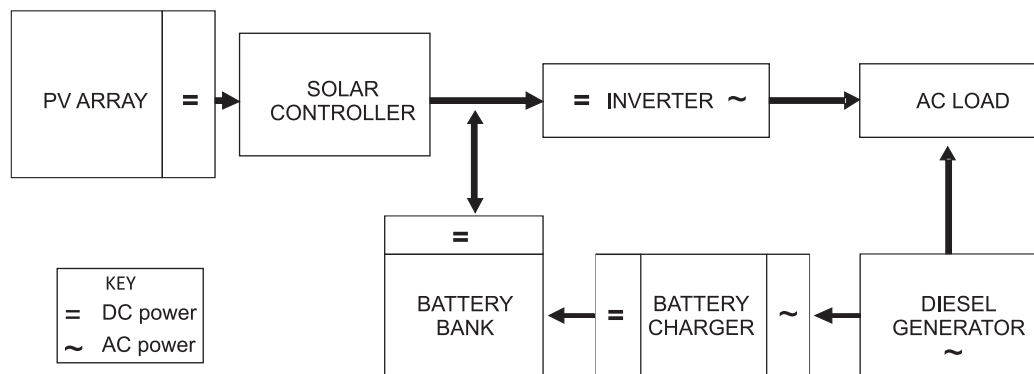 PV ARRAY =
SOLAR
CONTROLLER
= INVERTER ~
AC LOAD
=
BATTERY
BANK
=
BATTERY
CHARGER
~
DIESEL
GENERATOR
~
KEY
= DC power
~ AC power